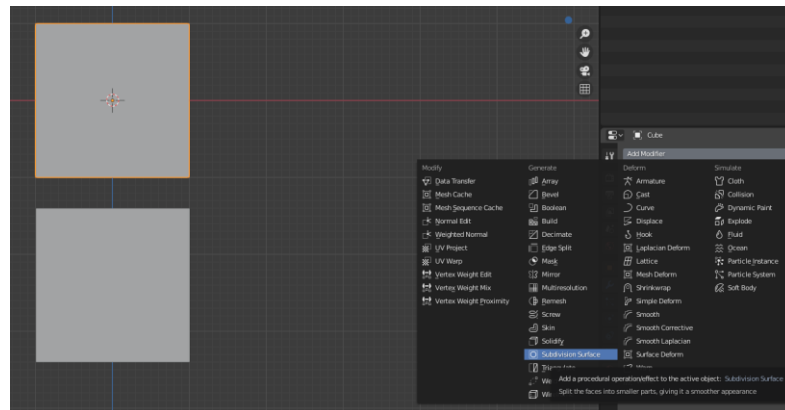 Cube
Add Modifier
Modify
Data Transfer
Mesh Cache
Mesh Sequence Cache
Normal Edit
Weighted Normal
UV Project
UV Warp
Vertex Weight Edit
Vertex Weight Mix
Vertex Weight Proximity
Generate
Array
Bevel
Boolean
Build
Decimate
Edge Split
Mask
Mirror
Multiresolution
Remesh
Screw
Skin
Solidify
Subdivision Surface
Deform
Armature
Cast
Curve
Displace
Hook
Laplacian Deform
Lattice
Mesh Deform
Shrinkwrap
Simple Deform
Smooth
Smooth Corrective
Smooth Laplacian
Surface Deform
Simulate
Cloth
Collision
Dynamic Paint
Explode
Fluid
Ocean
Particle Instance
Particle System
Soft Body
Add a procedural operation/effect to the active object: Subdivision Surface
Split the faces into smaller parts, giving it a smoother appearance